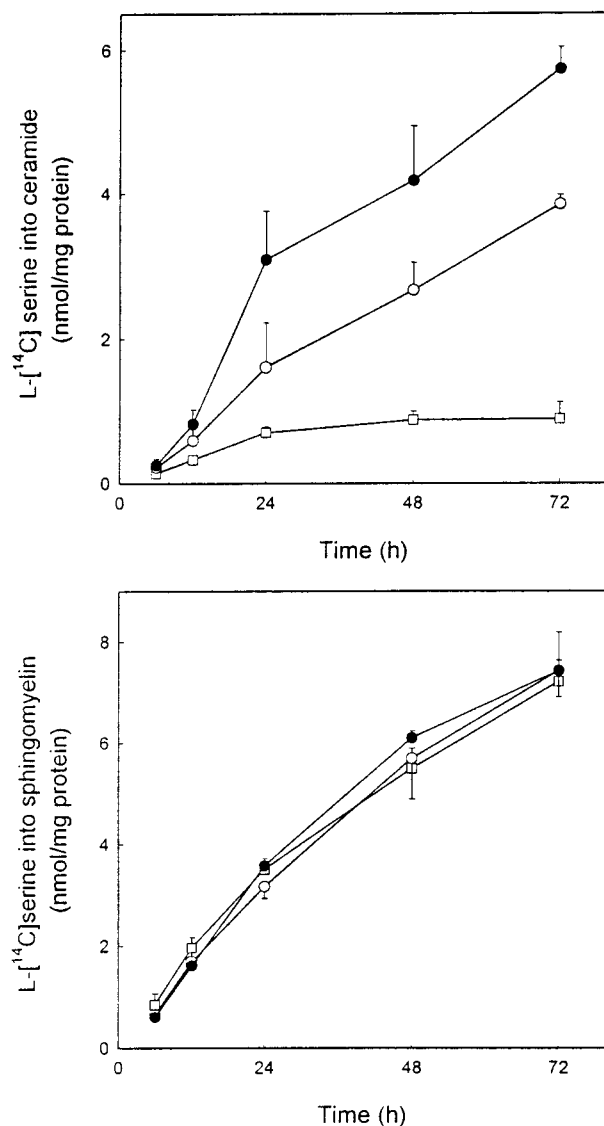 L-[¹⁴C] serine into ceramide
(nmol/mg protein)
6
4
2
0
0 24 48 72
Time (h)
L-[¹⁴C]serine into sphingomyelin
(nmol/mg protein)
8
6
4
2
0
0 24 48 72
Time (h)